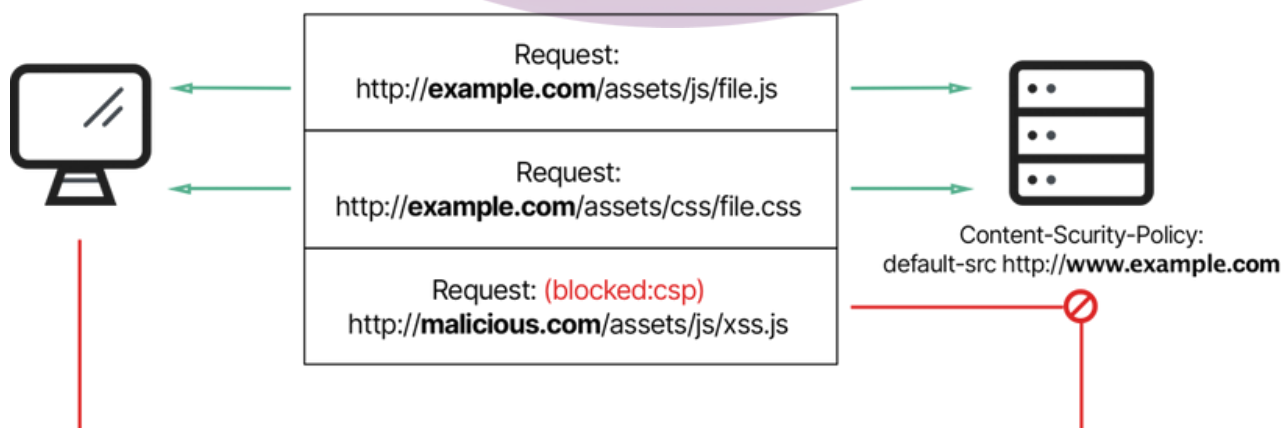 Request:
http://example.com/assets/js/file.js
Request:
http://example.com/assets/css/file.css
Request: (blocked:csp)
http://malicious.com/assets/js/xss.js
Content-Scurity-Policy:
default-src http://www.example.com